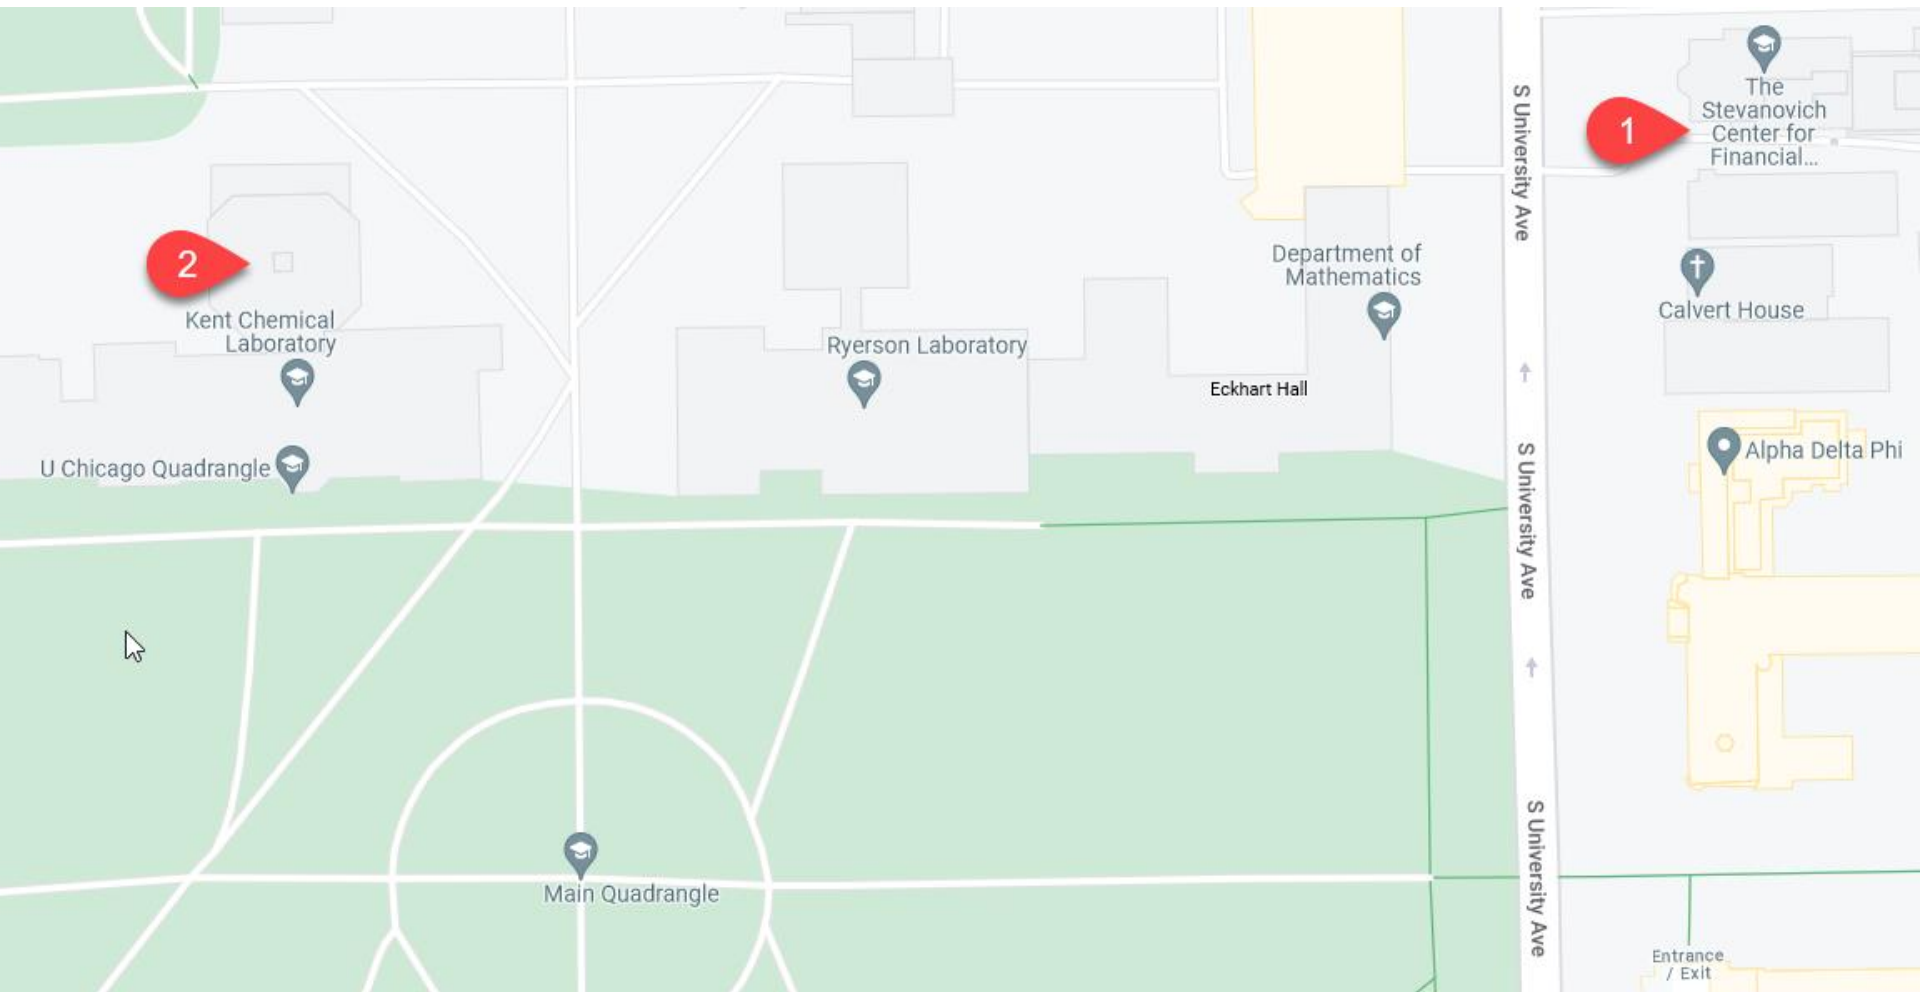 S University Ave
The
Stevanovich
Center for
Financial...
1
2
Department of
Mathematics
Calvert House
Kent Chemical
Laboratory
Ryerson Laboratory
Eckhart Hall
U Chicago Quadrangle
Alpha Delta Phi
S University Ave
Main Quadrangle
S University Ave
Entrance
/ Exit